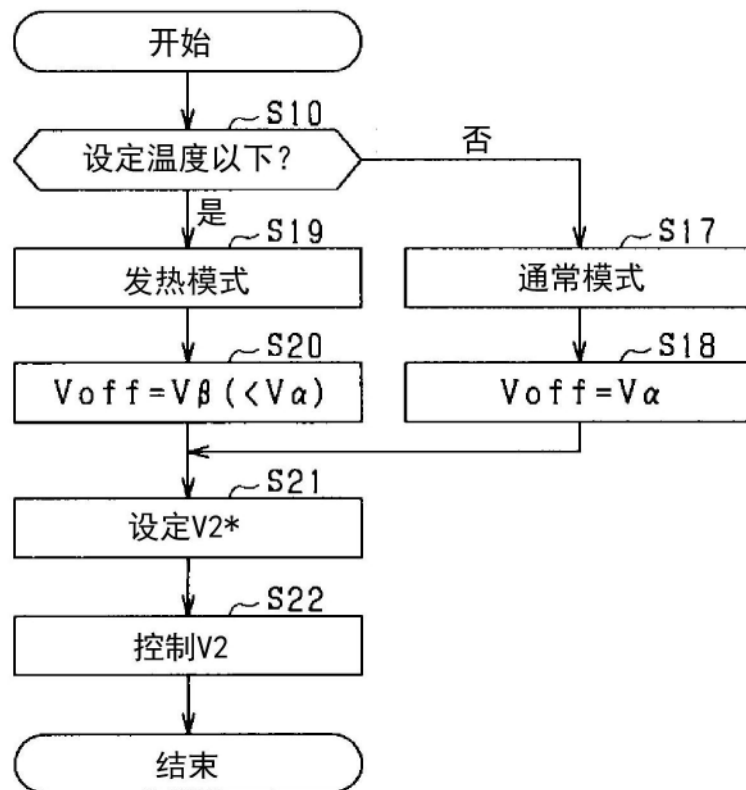 开始
S10
设定温度以下?
否
是
S19
发热模式
S17
通常模式
S20
Voff=Vβ(<Vα)
S18
Voff=Vα
S21
设定V2*
S22
控制V2
结束